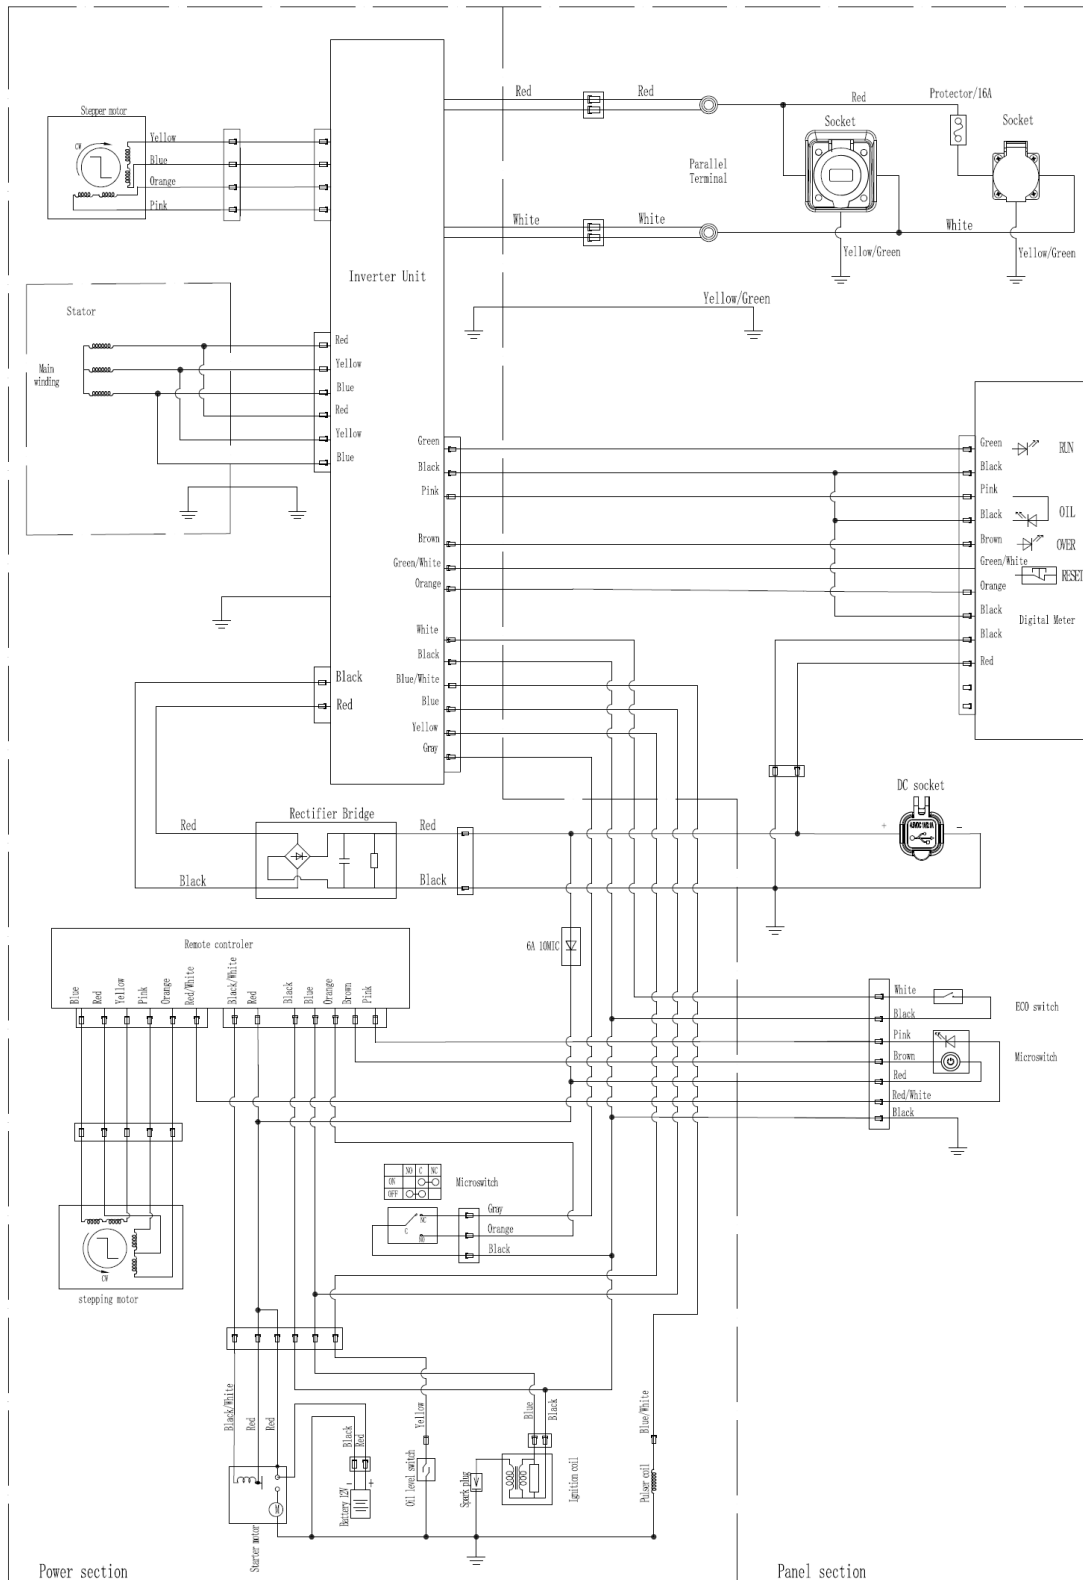 Stepper motor
CW
Yellow
Blue
Orange
Pink
Inverter Unit
Red
Red
Red
Protector/16A
Socket
Socket
Parallel
Terminal
White
White
White
Yellow/Green
Yellow/Green
Yellow/Green
Stator
Main
winding
Red
Yellow
Blue
Red
Yellow
Blue
Green
Black
Pink
Brown
Green/White
Orange
White
Black
Blue/White
Blue
Yellow
Gray
Green
Black
Pink
Black
Brown
Green/White
Orange
Black
Black
Red
RUN
OIL
OVER
RESET
Digital Meter
Black
Red
Rectifier Bridge
Red
Black
Red
Black
DC socket
+
-
6A 10MIC
Remote controler
Blue
Red
Yellow
Pink
Orange
Red/White
Black/White
Red
Black
Blue
Orange
Brown
Pink
White
Black
Pink
Brown
Red
Red/White
Black
ECO switch
Microswitch
NO C NC
ON
OFF
Microswitch
C
NC
NO
Gray
Orange
Black
CW
stepping motor
Black/White
Red
Red
Black
Red
Yellow
Blue
Black
Blue/White
Starter motor
M
-
+
Battery 12V
Oil level switch
Spark plug
Ignition coil
Pulser coil
Power section
Panel section